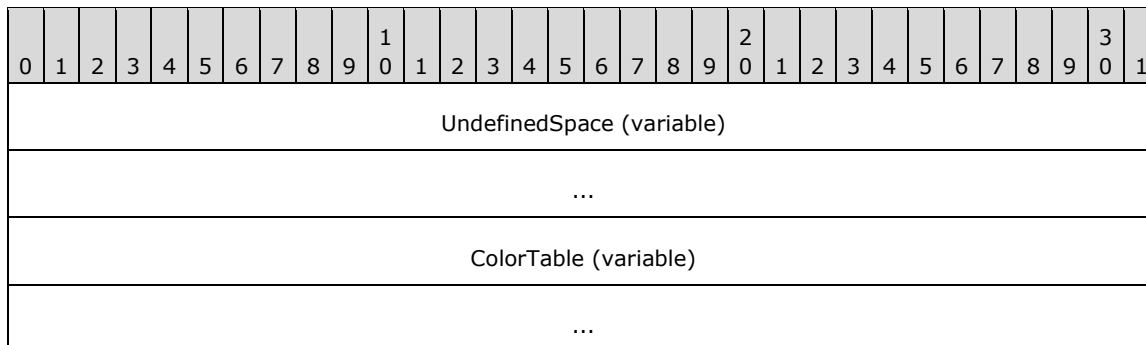 1 2 3
0 1 2 3 4 5 6 7 8 9 0 1 2 3 4 5 6 7 8 9 0 1 2 3 4 5 6 7 8 9 0 1
UndefinedSpace (variable)
...
ColorTable (variable)
...